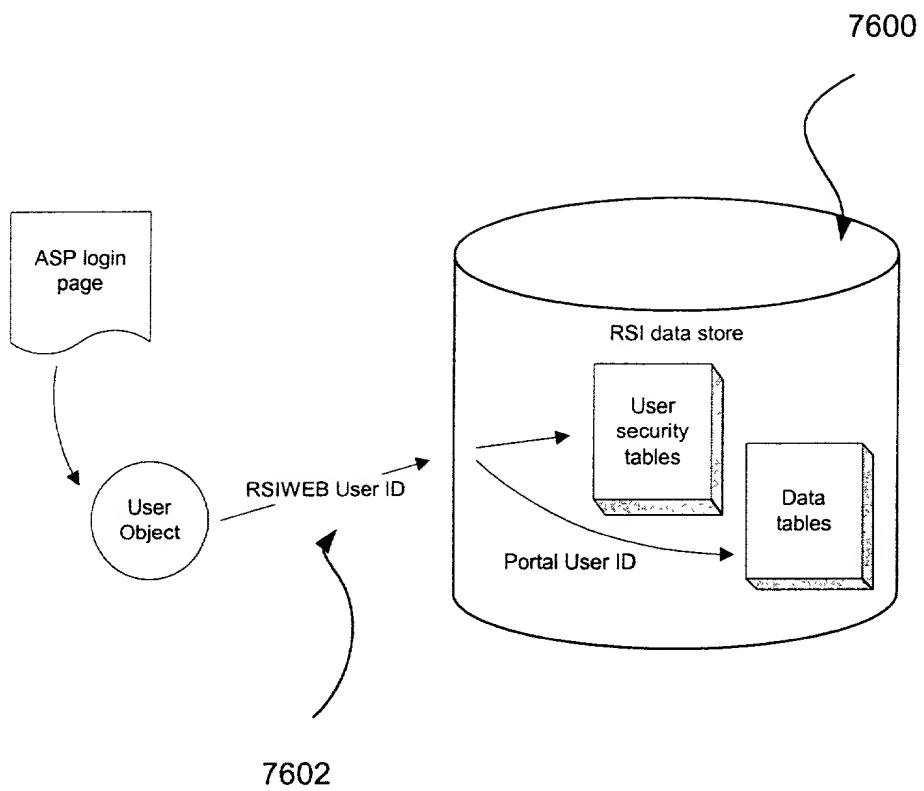 7600
ASP login
page
RSI data store
User
security
tables
RSIWEB User ID
User
Object
Data
tables
Portal User ID
7602